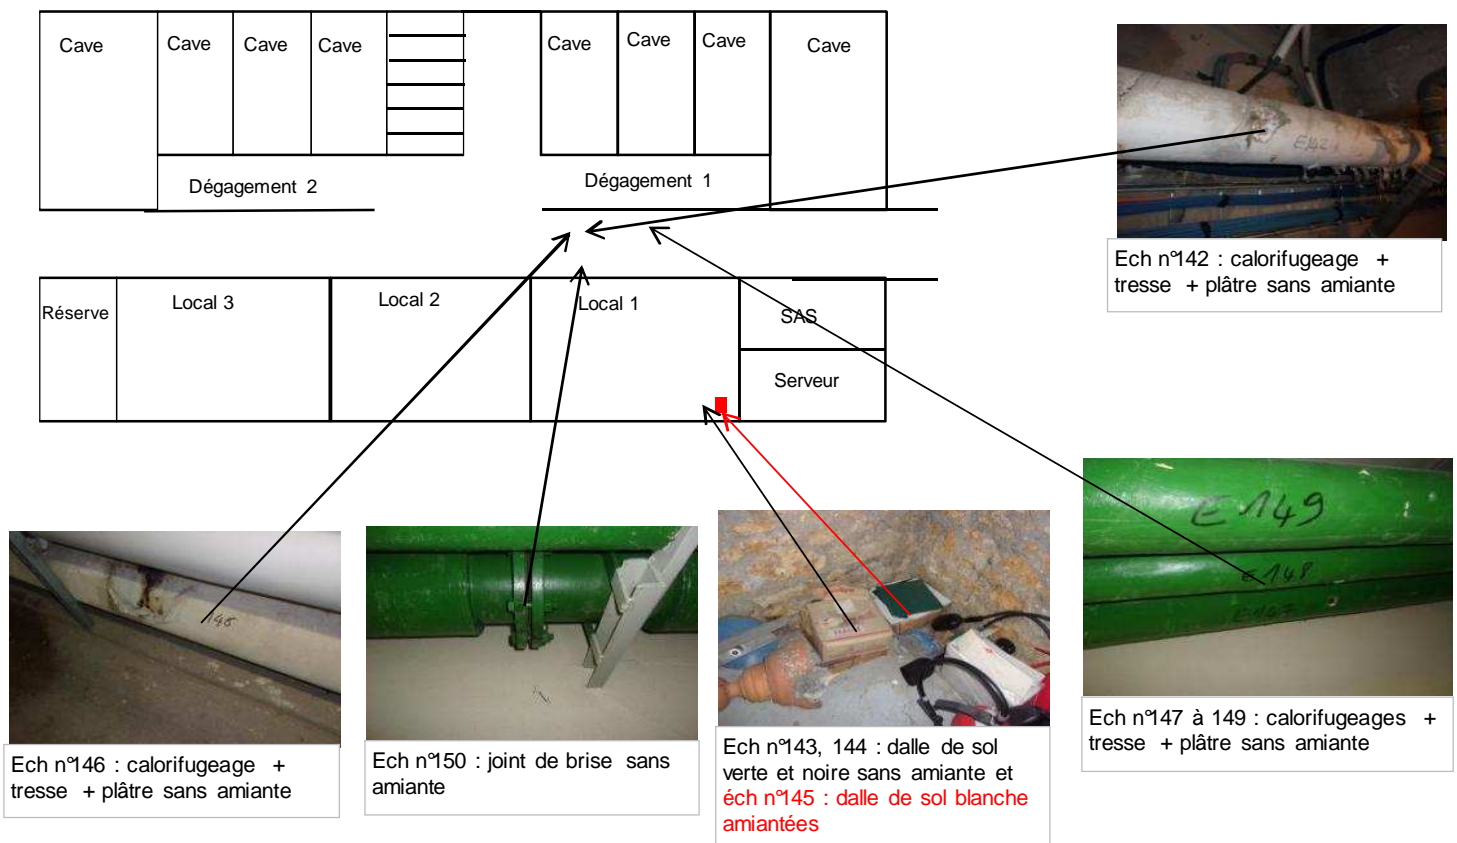 Cave
Cave
Cave
Cave
Cave
Cave
Cave
Cave
Dégagement 2
Dégagement 1
Réserve
Local 3
Local 2
Local 1
SAS
Serveur
E142
Ech n°142 : calorifugeage +
tresse + plâtre sans amiante
146
Ech n°146 : calorifugeage +
tresse + plâtre sans amiante
Ech n°150 : joint de brise sans
amiante
Ech n°143, 144 : dalle de sol
verte et noire sans amiante et
éch n°145 : dalle de sol blanche
amiantées
E149
E148
E147
Ech n°147 à 149 : calorifugeages +
tresse + plâtre sans amiante